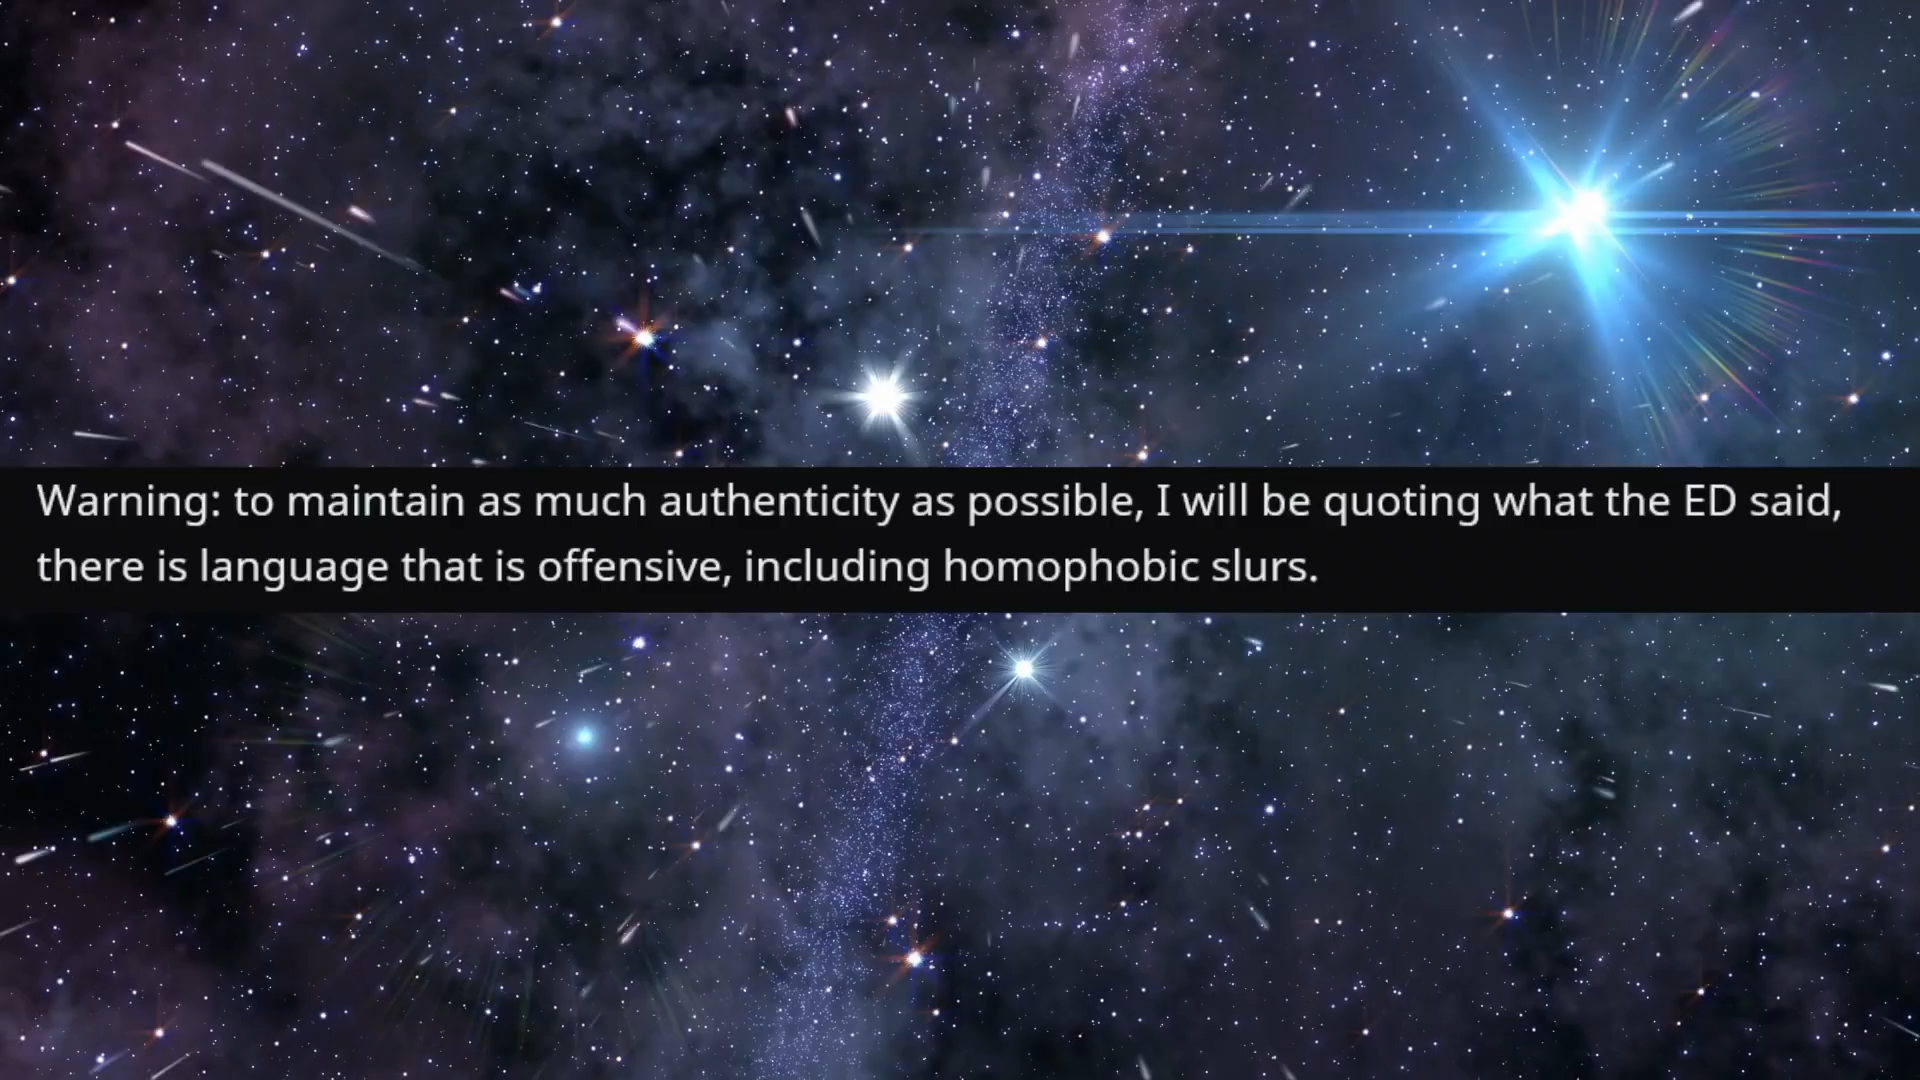 Warning: to maintain as much authenticity as possible, I will be quoting what the ED said,
there is language that is offensive, including homophobic slurs.